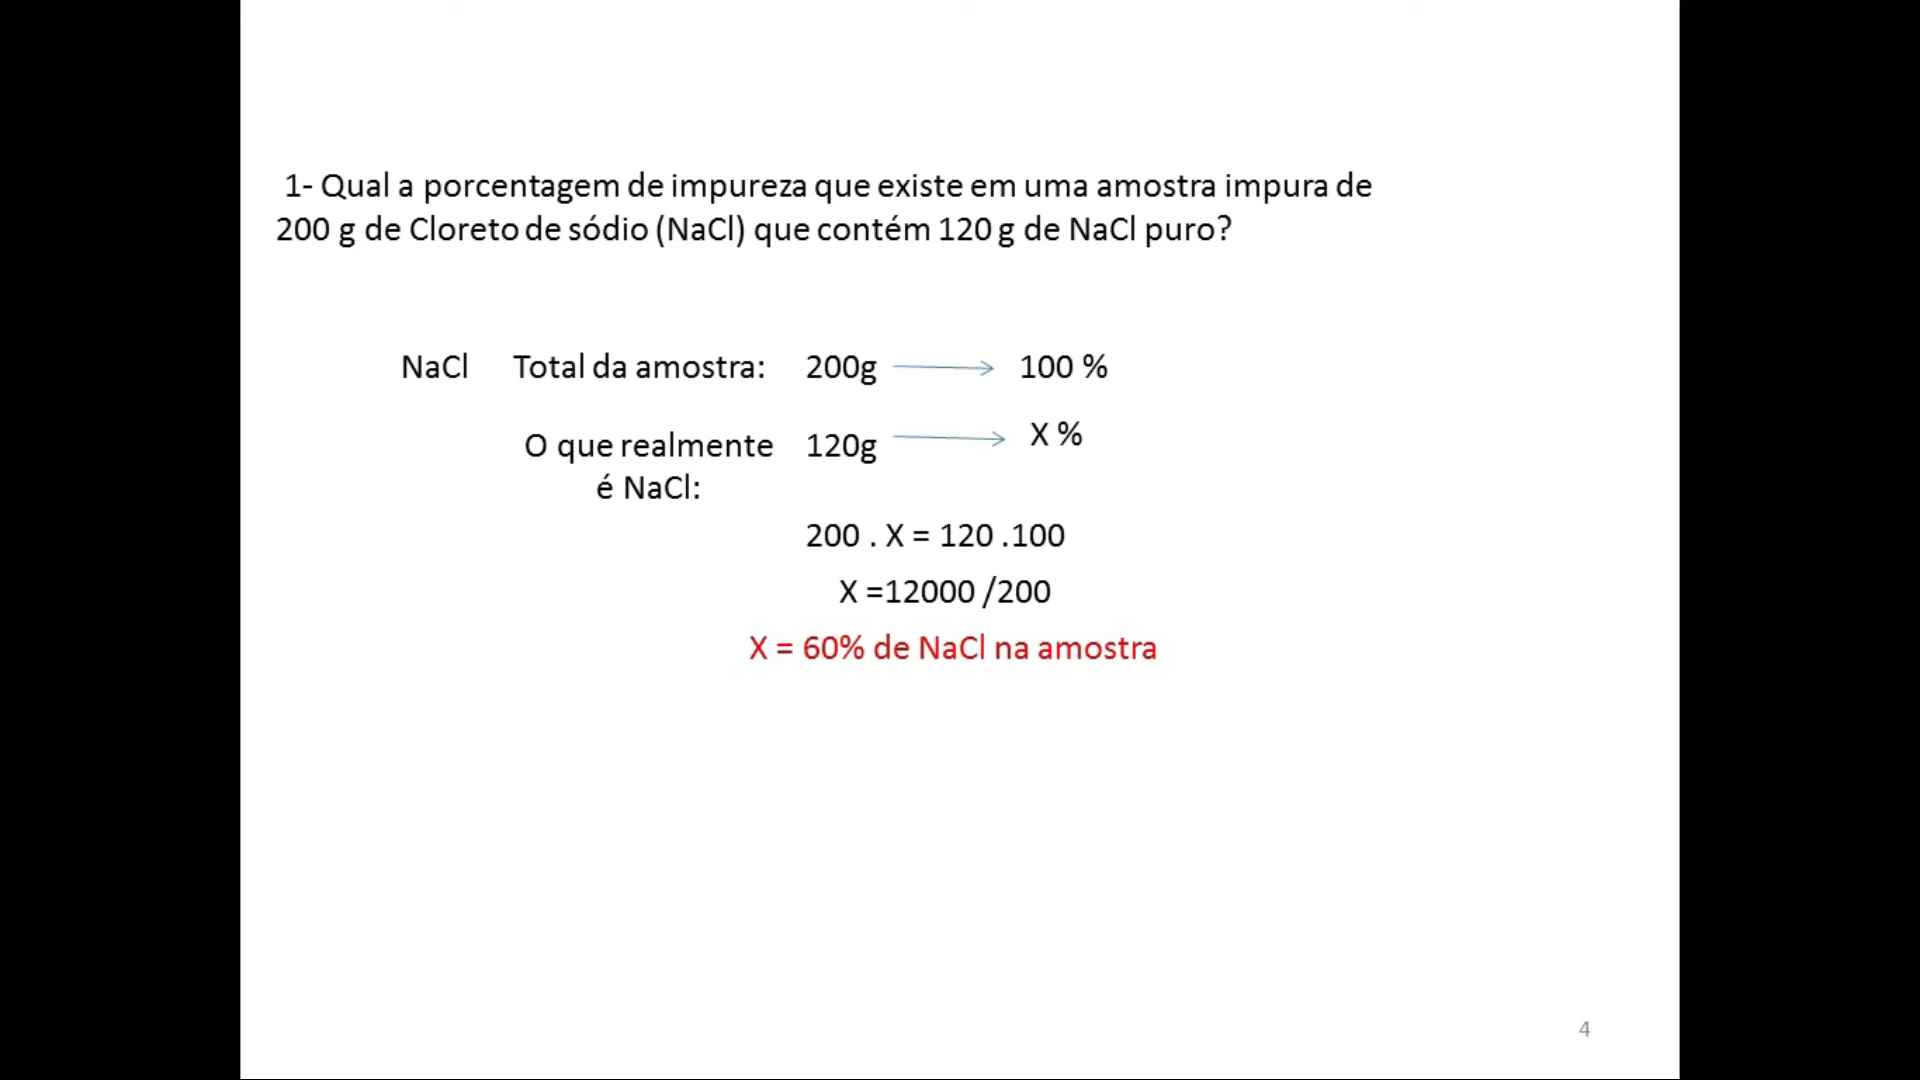 1- Qual a porcentagem de impureza que existe em uma amostra impura de
200 g de Cloreto de sódio (NaCl) que contém 120 g de NaCl puro?
NaCl Total da amostra: 200g 100 %
O que realmente 120g X %
é NaCl:
200 . X = 120 .100
X =12000 /200
X = 60% de NaCl na amostra
4